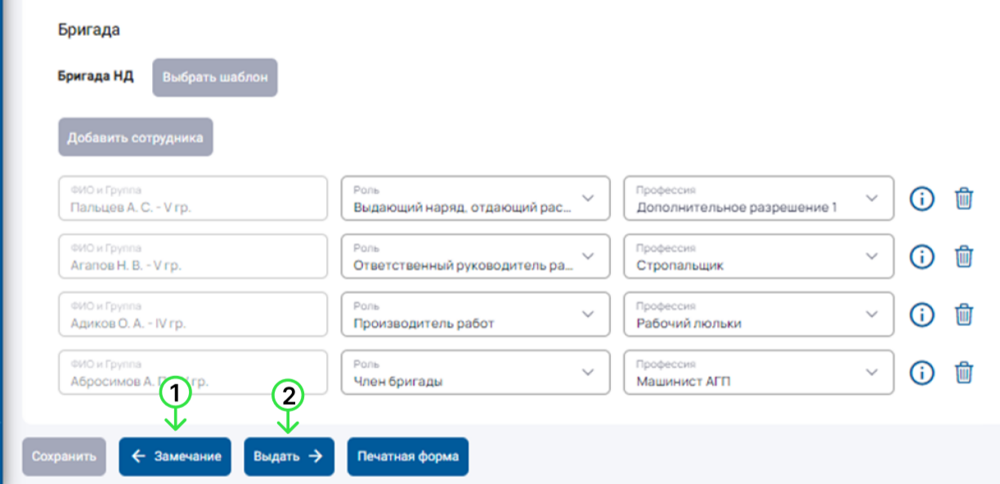 Бригада
Бригада НД Выбрать шаблон
Добавить сотрудника
ФИО и Группа Роль Профессия
Пальцев А. С. - V гр. Выдающий наряд, отдающий рас... Дополнительное разрешение 1
ФИО и Группа Роль Профессия
Агапов Н. В. - V гр. Ответственный руководитель ра... Стропальщик
ФИО и Группа Роль Профессия
Адиков О. А. - IV гр. Производитель работ Рабочий люльки
ФИО и Группа Роль Профессия
Абросимов А. гр. Член бригады Машинист АГП
1 2
Сохранить ← Замечание Выдать → Печатная форма